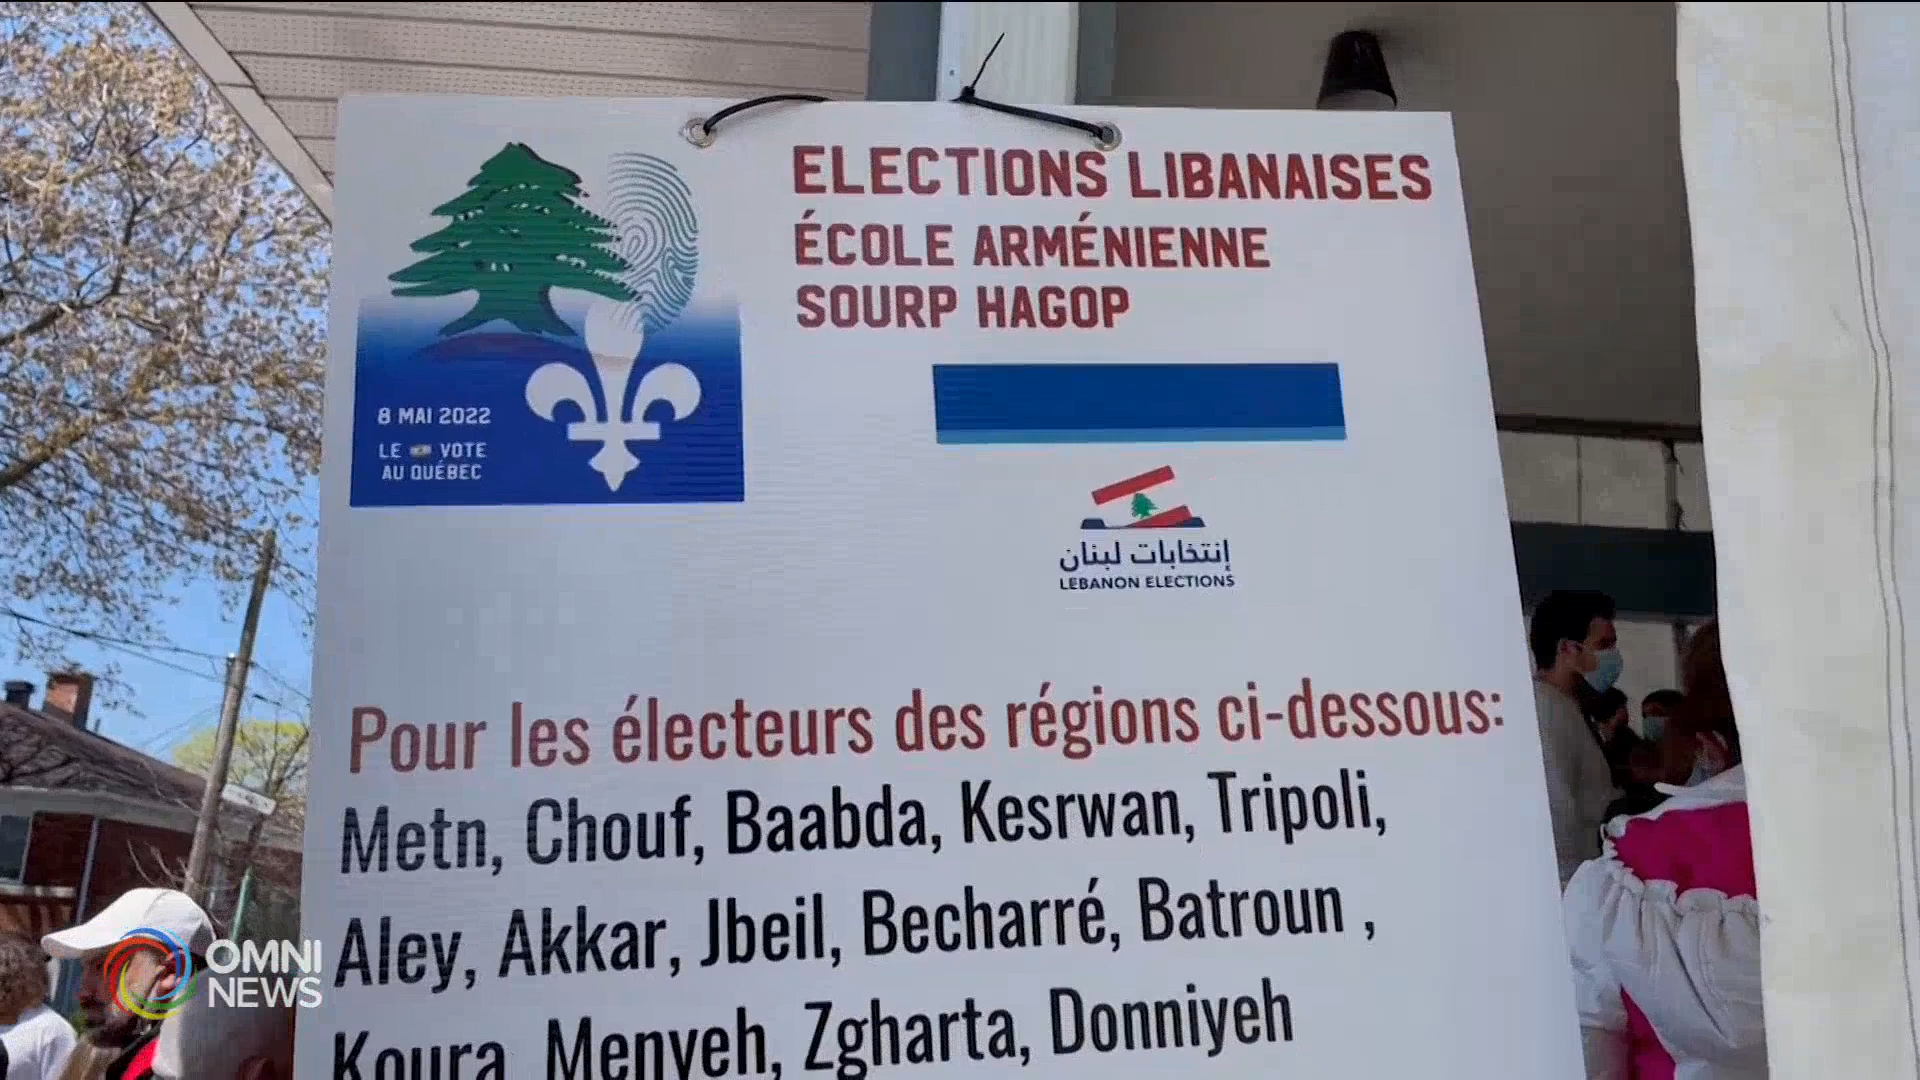 ELECTIONS LIBANAISES
ÉCOLE ARMÉNIENNE
SOURP HAGOP
8 MAI 2022
LE VOTE
AU QUÉBEC
إنتخابات لبنان
LEBANON ELECTIONS
Pour les électeurs des régions ci-dessous:
Metn, Chouf, Baabda, Kesrwan, Tripoli,
Aley, Akkar, Jbeil, Becharré, Batroun ,
Koura, Menyeh, Zgharta, Donniyeh
OMNI
NEWS